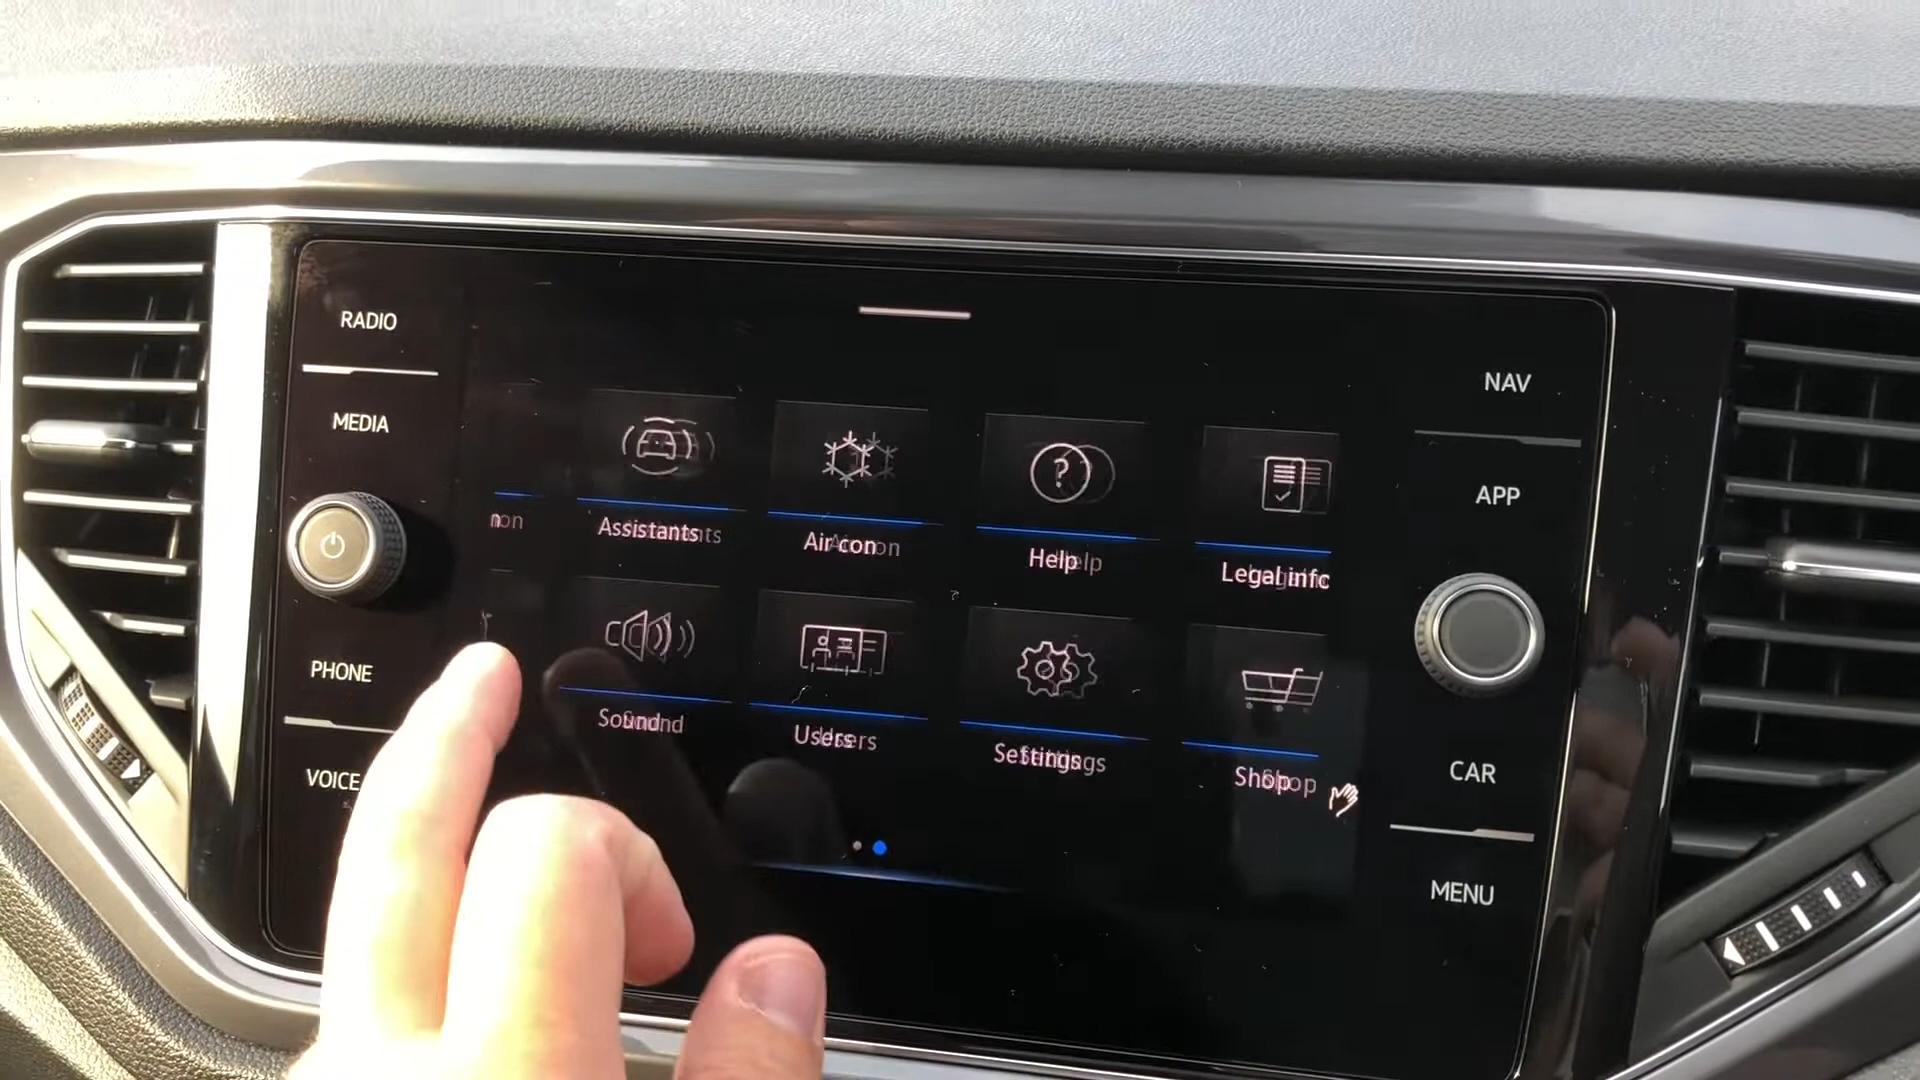 RADIO
MEDIA
PHONE
VOICE
Assistants
Air con
Help
Legal info
Sound
Users
Settings
Shop
NAV
APP
CAR
MENU